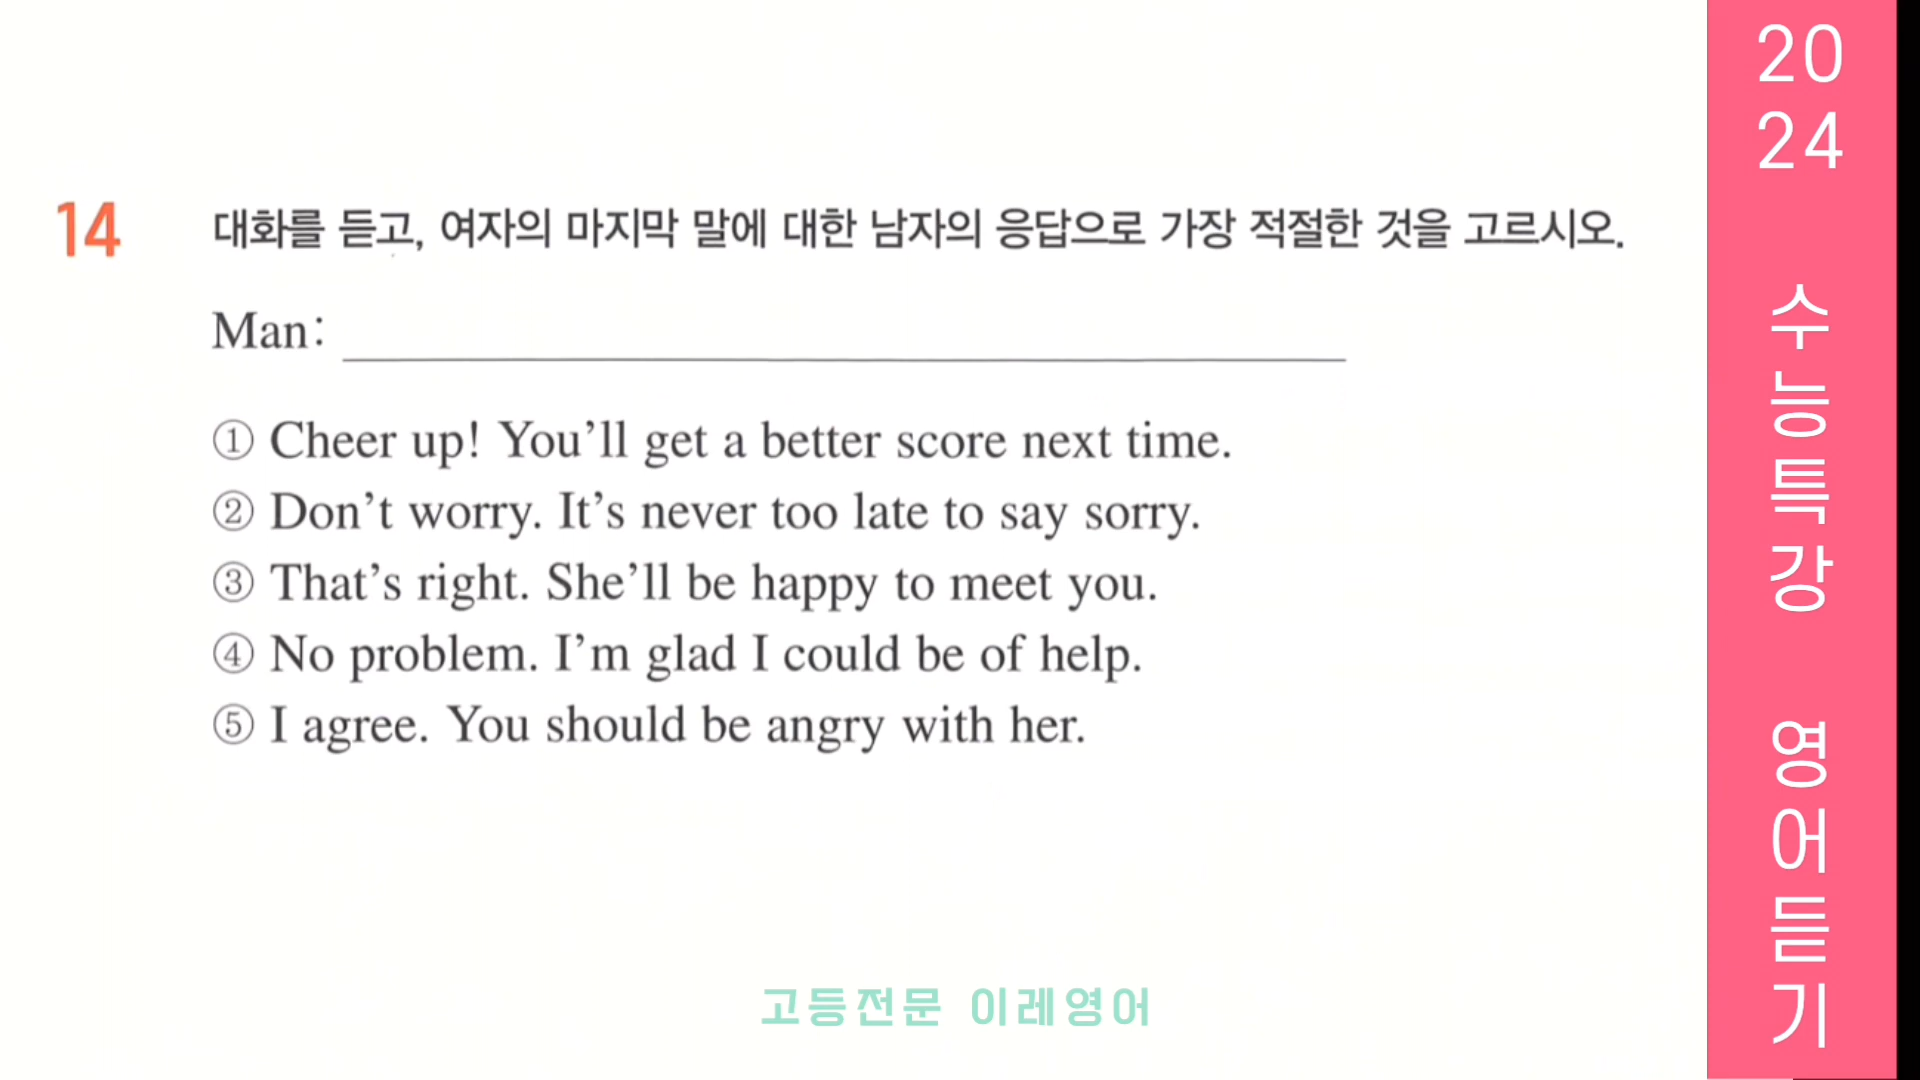 14 대화를 듣고, 여자의 마지막 말에 대한 남자의 응답으로 가장 적절한 것을 고르시오.
Man:
① Cheer up! You’ll get a better score next time.
② Don’t worry. It’s never too late to say sorry.
③ That’s right. She’ll be happy to meet you.
④ No problem. I’m glad I could be of help.
⑤ I agree. You should be angry with her.
고등전문 이레영어
2024 수능특강 영어듣기